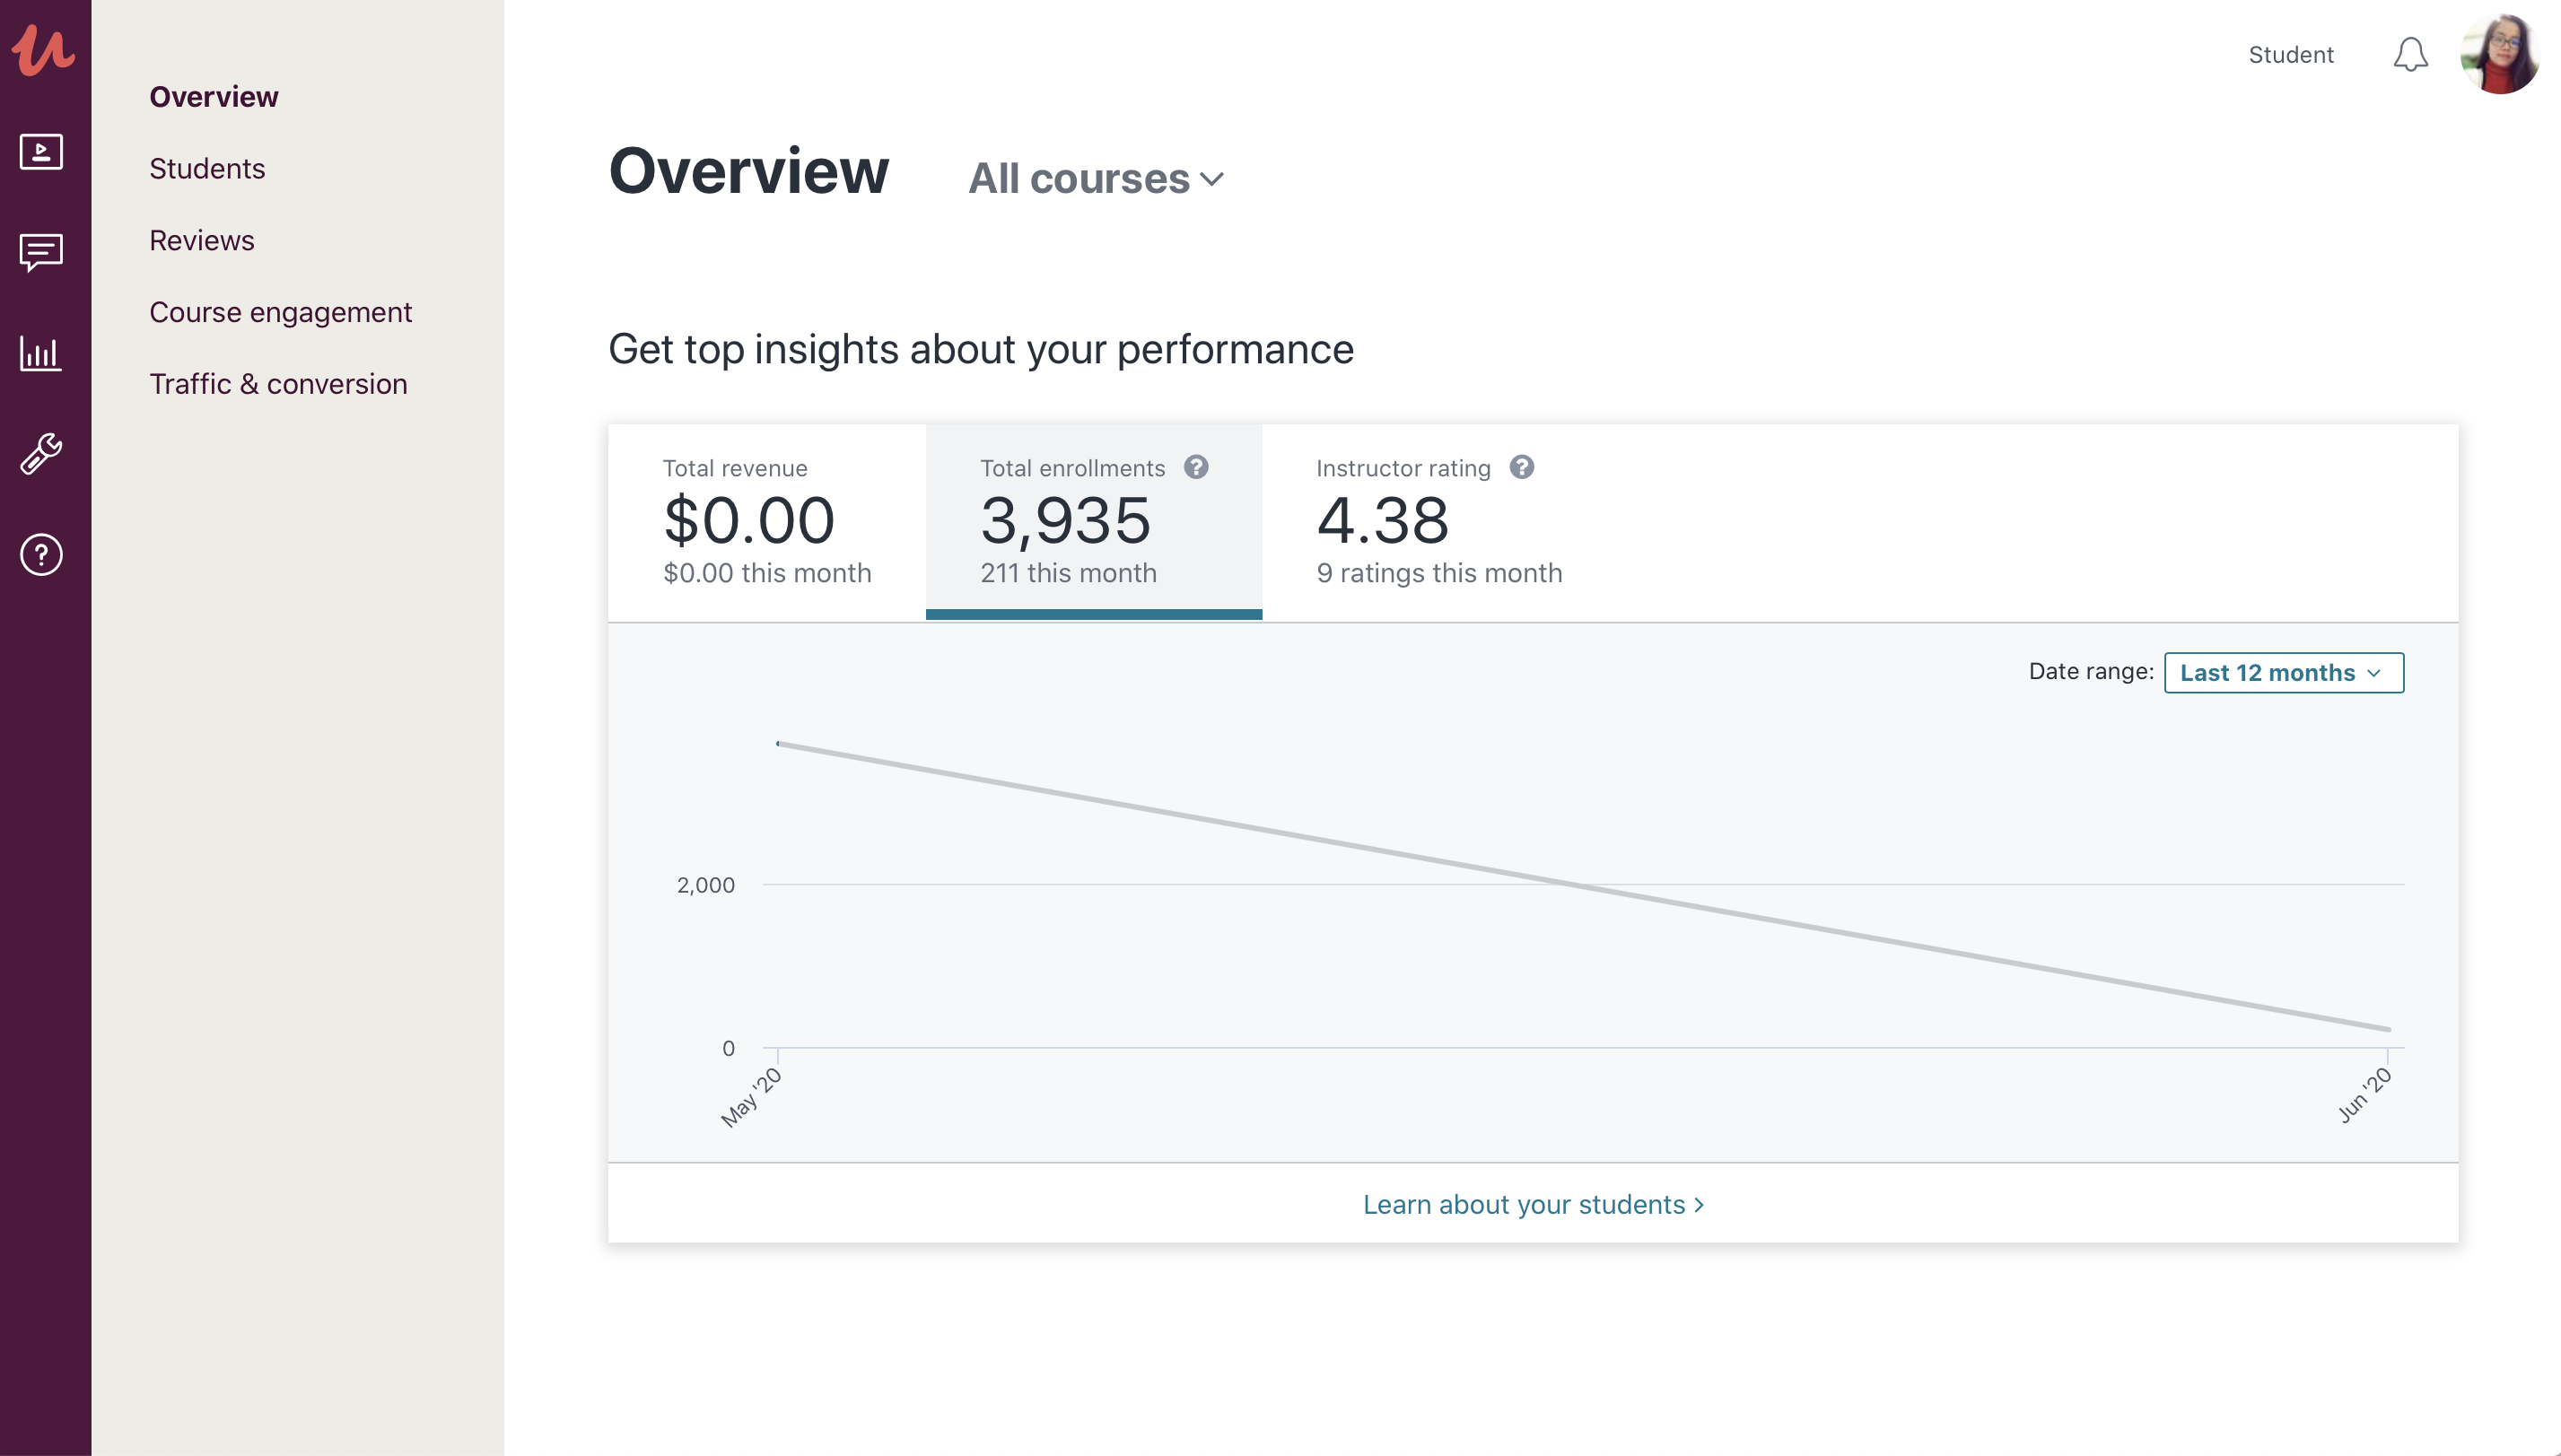 Student
Overview
Students
Reviews
Course engagement
Traffic & conversion
Overview
All courses
Get top insights about your performance
Total revenue
$0.00
$0.00 this month
Total enrollments ?
3,935
211 this month
Instructor rating ?
4.38
9 ratings this month
Date range: Last 12 months
2,000
0
May '20
Jun '20
Learn about your students >